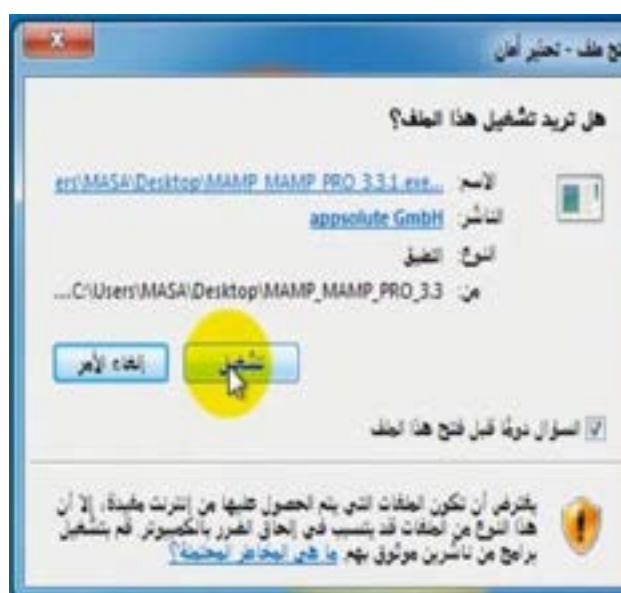 تح ملف - تحذير أمان
هل تريد تشغيل هذا الملف؟
الاسم: ...ers\MASA\Desktop\MAMP_MAMP_PRO_3.3.1.exe
الناشر: appsolute GmbH
النوع: التطبيق
من: C:\Users\MASA\Desktop\MAMP_MAMP_PRO_3.3...
تشغيل
إلغاء الأمر
السؤال دومًا قبل فتح هذا الملف
يفترض أن تكون الملفات التي يتم الحصول عليها من إنترنت مفيدة، إلا أن
هذا النوع من الملفات قد يتسبب في إلحاق الضرر بالكمبيوتر. قم بتشغيل
برامج من ناشرين موثوق بهم. ما هي المخاطر المحتملة؟